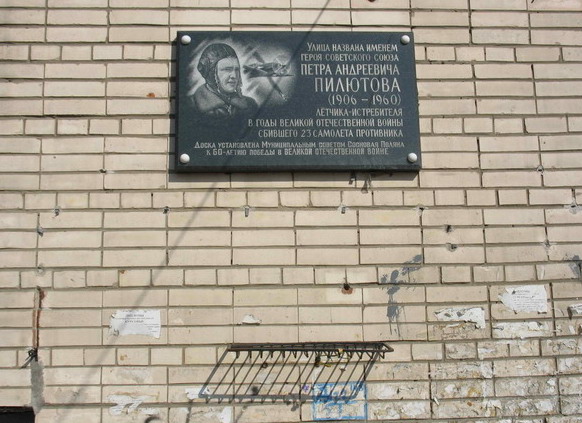 Улица названа именем
Героя Советского Союза
ПЕТРА АНДРЕЕВИЧА
ПИЛЮТОВА
(1906 – 1960)
летчика-истребителя
в годы Великой Отечественной войны
сбившего 23 самолета противника
Доска установлена Муниципальным советом Сосновая Поляна
к 60-летию победы в Великой Отечественной войне